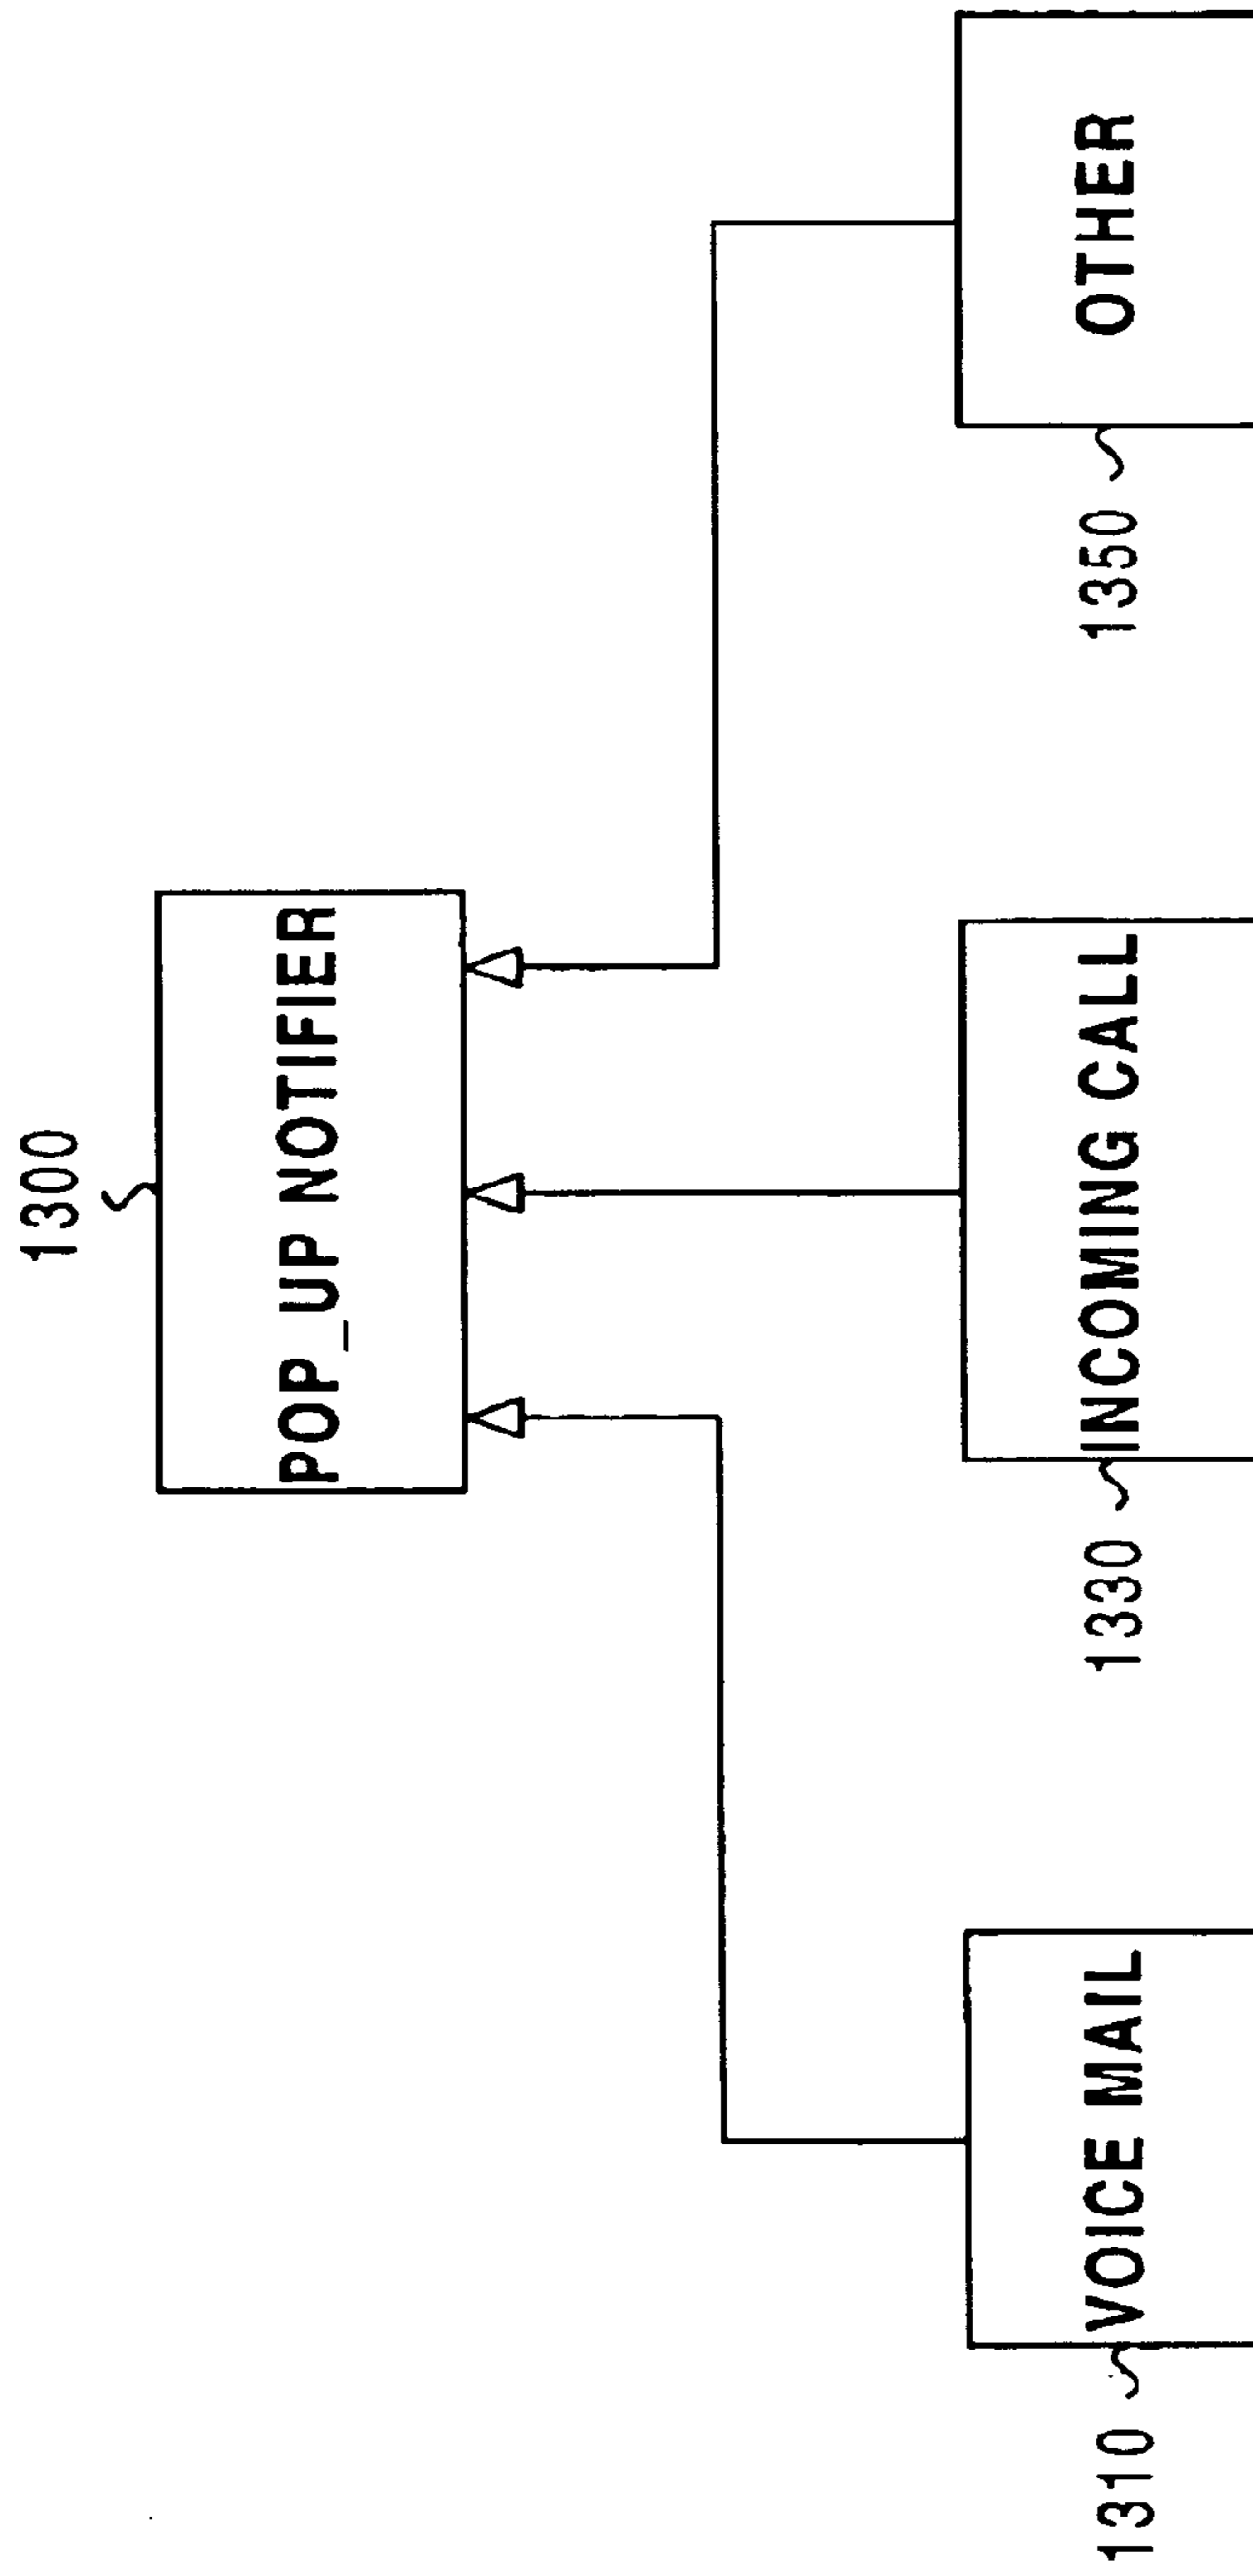 1300
POP_UP NOTIFIER
1310
VOICE MAIL
1330
INCOMING CALL
1350
OTHER